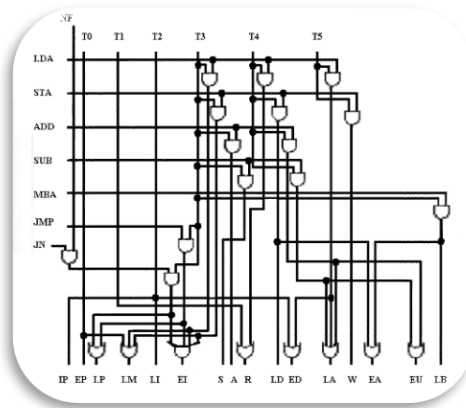 NF
T0 T1 T2 T3 T4 T5
LDA
STA
ADD
SUB
MBA
JMP
JN
IP EP LP LM LI EI S A R LD ED LA W EA EU LB